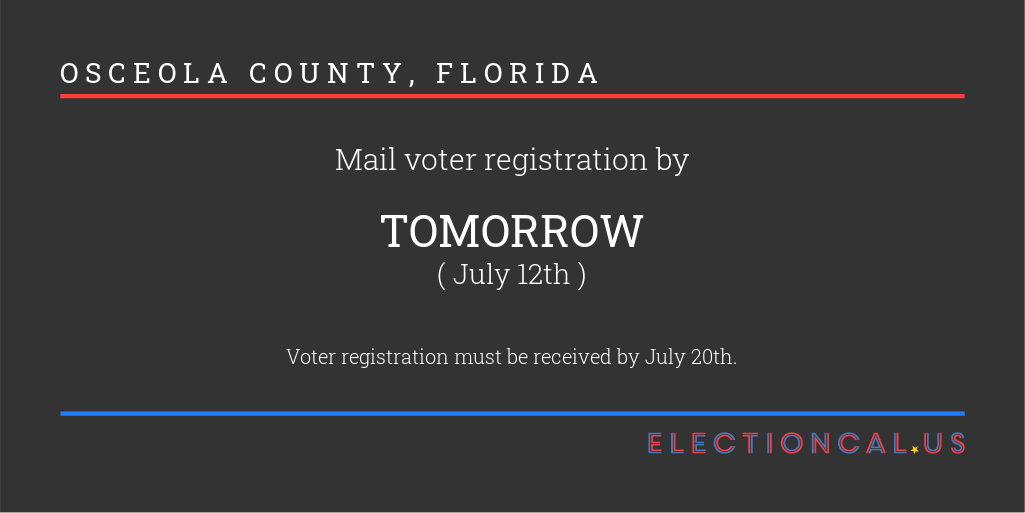 OSCEOLA COUNTY, FLORIDA
Mail voter registration by
TOMORROW
( July 12th )
Voter registration must be received by July 20th.
ELECTIONCAL.US